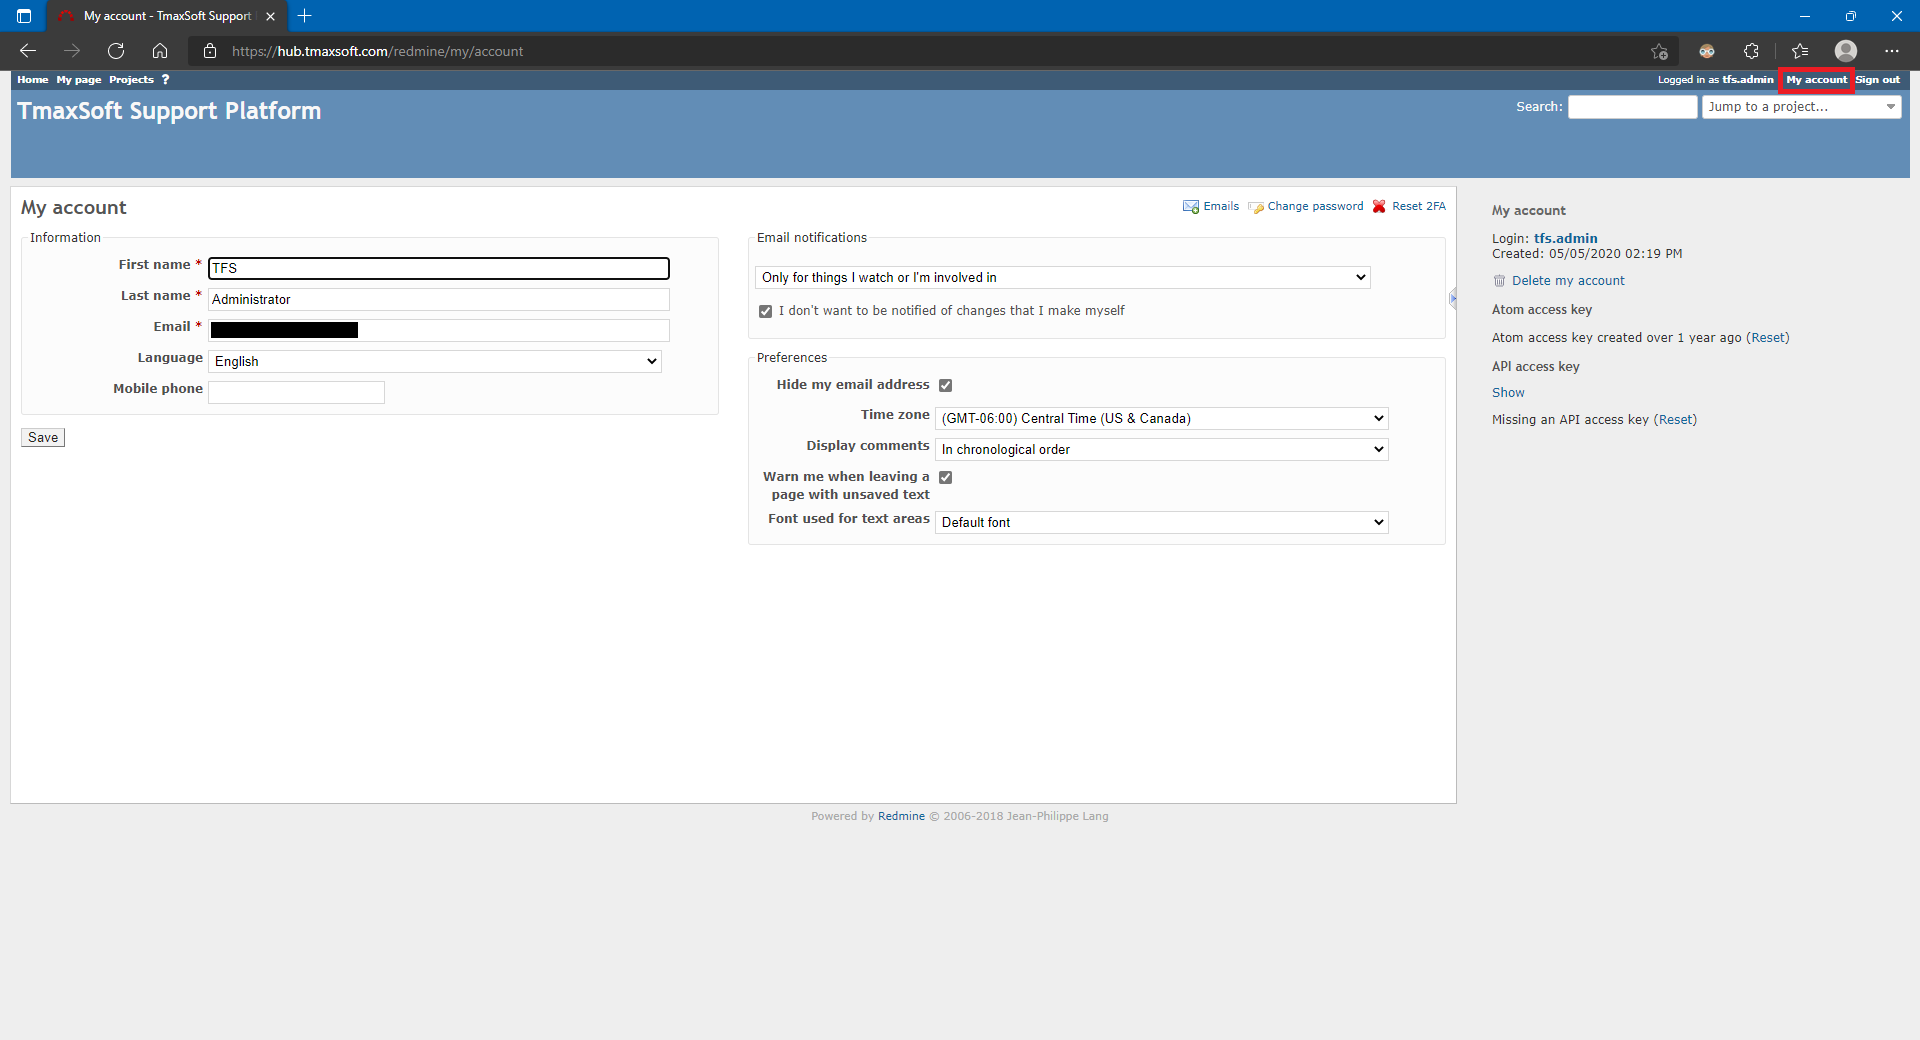 My account - TmaxSoft Support
https://hub.tmaxsoft.com/redmine/my/account
Home My page Projects ?
Logged in as tfs.admin My account Sign out
TmaxSoft Support Platform
Search: Jump to a project...
My account
Emails Change password Reset 2FA
Information
First name * TFS
Last name * Administrator
Email *
Language English
Mobile phone
Save
Email notifications
Only for things I watch or I'm involved in
I don't want to be notified of changes that I make myself
Preferences
Hide my email address
Time zone (GMT-06:00) Central Time (US & Canada)
Display comments In chronological order
Warn me when leaving a
page with unsaved text
Font used for text areas Default font
My account
Login: tfs.admin
Created: 05/05/2020 02:19 PM
Delete my account
Atom access key
Atom access key created over 1 year ago (Reset)
API access key
Show
Missing an API access key (Reset)
Powered by Redmine © 2006-2018 Jean-Philippe Lang